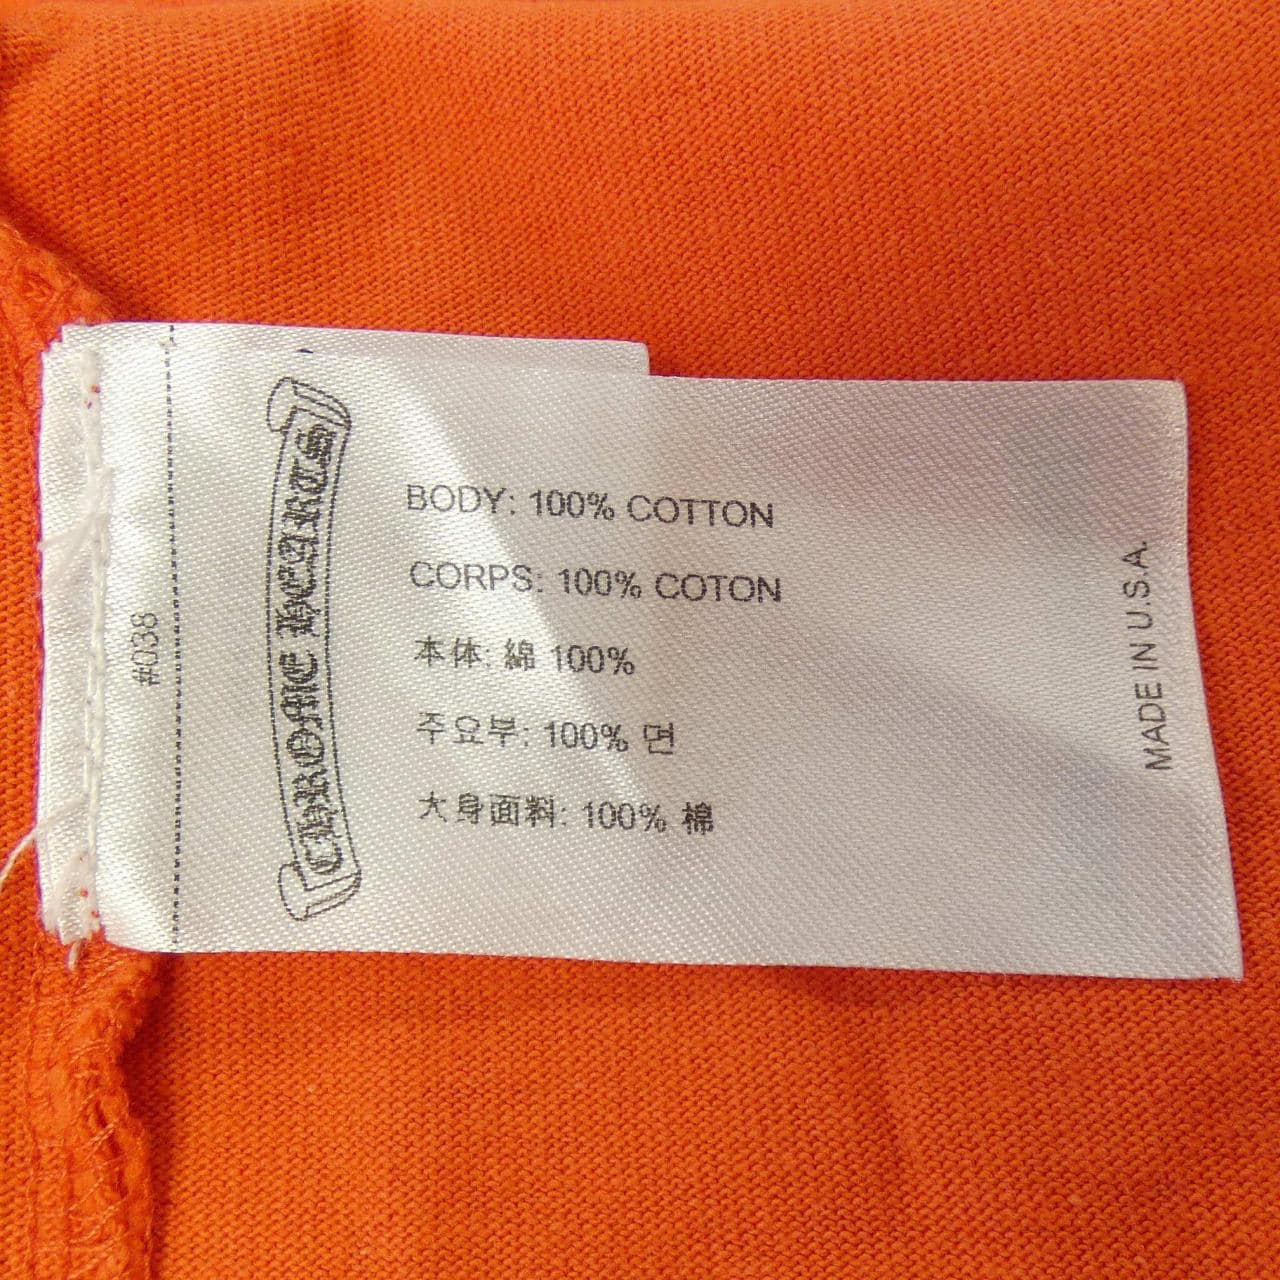 #038
CHROME HEARTS
BODY: 100% COTTON
CORPS: 100% COTON
本体: 綿 100%
주요부: 100% 면
大身面料: 100% 棉
MADE IN U.S.A.